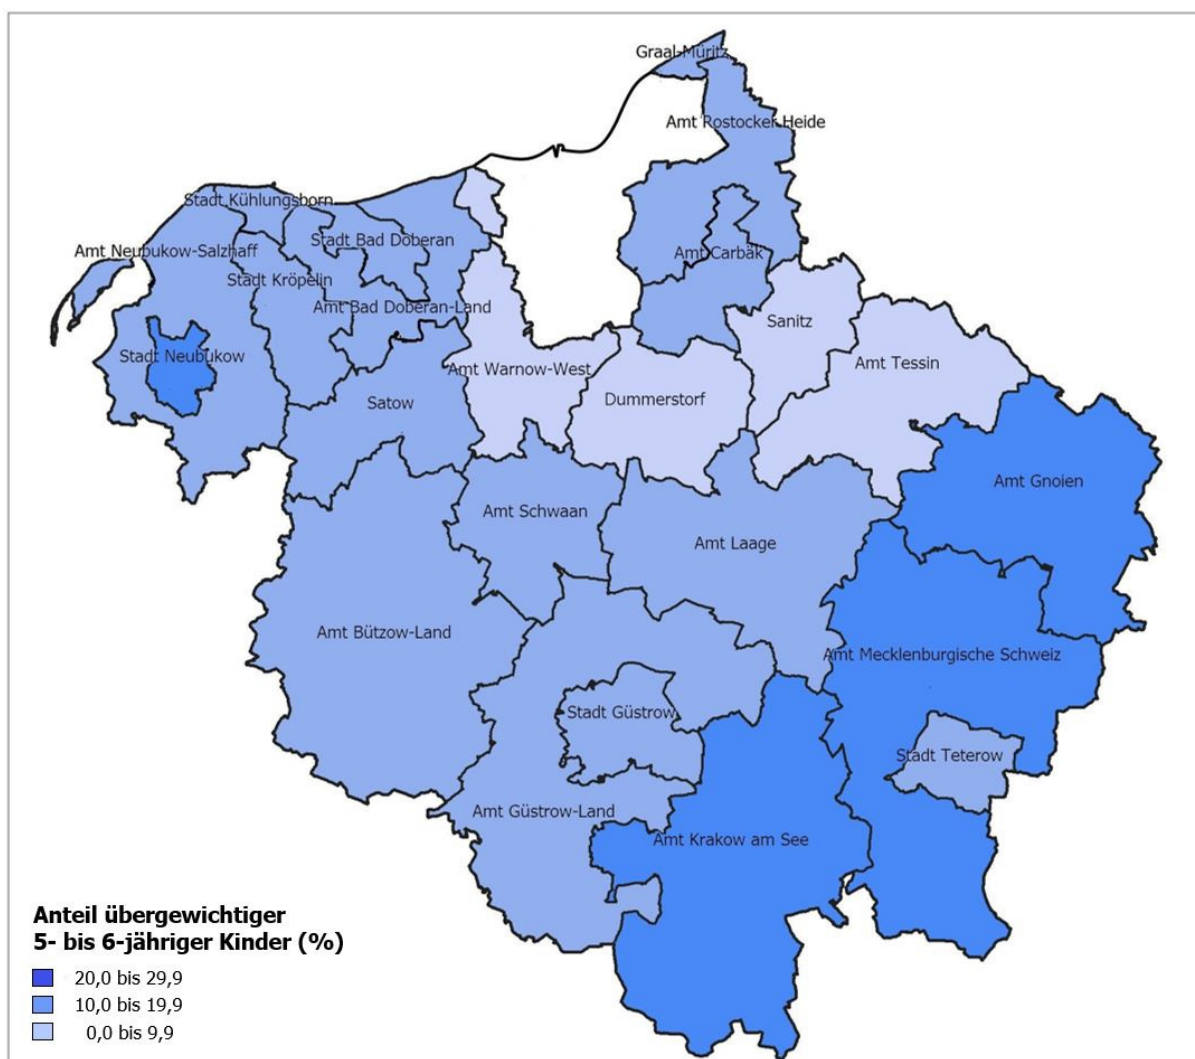 Graal-Müritz
Amt Rostocker Heide
Stadt Kühlungsborn
Stadt Bad Doberan
Amt Neubukow-Salzhaff
Amt Carbäk
Stadt Kröpelin
Amt Bad Doberan-Land
Sanitz
Stadt Neubukow
Amt Warnow-West
Amt Tessin
Satow
Dummerstorf
Amt Gnoien
Amt Schwaan
Amt Laage
Amt Bützow-Land
Amt Mecklenburgische Schweiz
Stadt Güstrow
Stadt Teterow
Amt Güstrow-Land
Amt Krakow am See
Anteil übergewichtiger
5- bis 6-jähriger Kinder (%)
20,0 bis 29,9
10,0 bis 19,9
0,0 bis 9,9